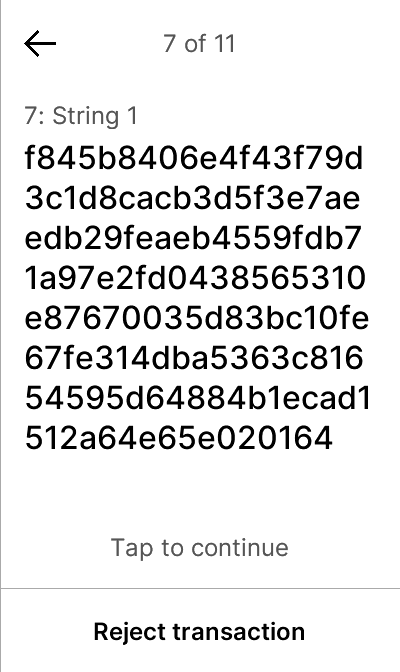 7 of 11
7: String 1
f845b8406e4f43f79d
3c1d8cacb3d5f3e7ae
edb29feaeb4559fdb7
1a97e2fd0438565310
e87670035d83bc10fe
67fe314dba5363c816
54595d64884b1ecad1
512a64e65e020164
Tap to continue
Reject transaction